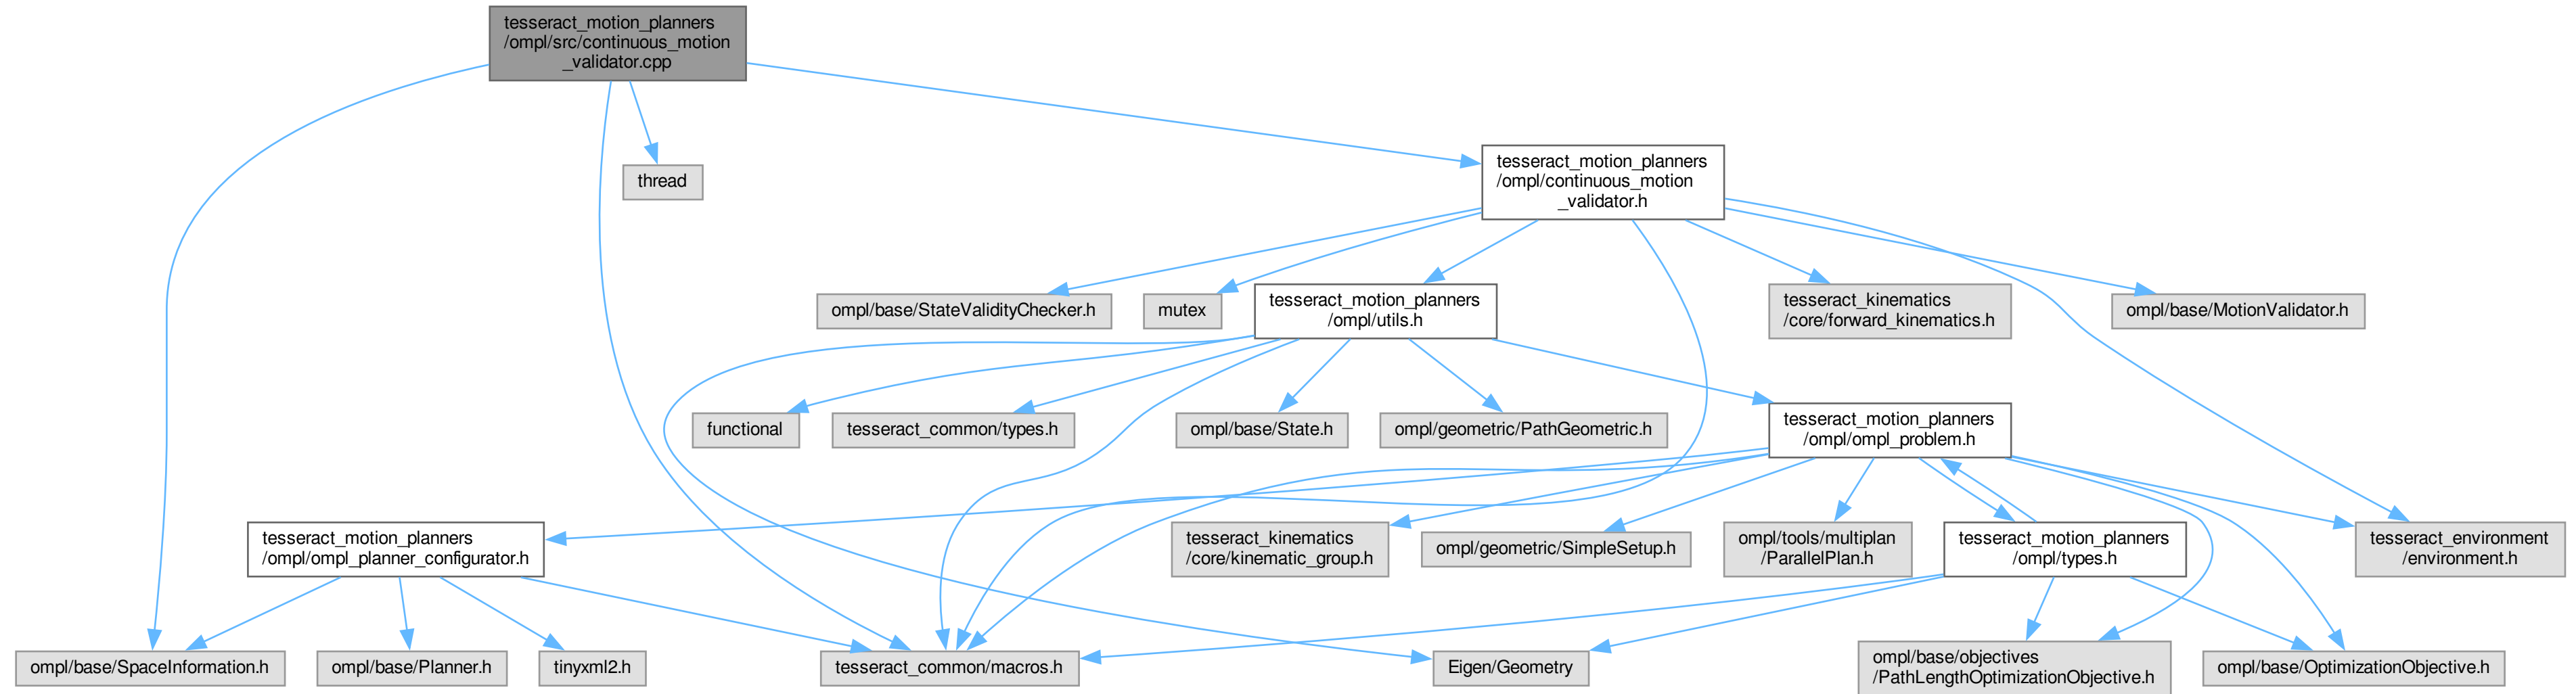 tesseract_motion_planners
/ompl/src/continuous_motion
_validator.cpp
thread
tesseract_motion_planners
/ompl/continuous_motion
_validator.h
ompl/base/StateValidityChecker.h
mutex
tesseract_motion_planners
/ompl/utils.h
tesseract_kinematics
/core/forward_kinematics.h
ompl/base/MotionValidator.h
functional
tesseract_common/types.h
ompl/base/State.h
ompl/geometric/PathGeometric.h
tesseract_motion_planners
/ompl/ompl_problem.h
tesseract_motion_planners
/ompl/ompl_planner_configurator.h
tesseract_kinematics
/core/kinematic_group.h
ompl/geometric/SimpleSetup.h
ompl/tools/multiplan
/ParallelPlan.h
tesseract_motion_planners
/ompl/types.h
tesseract_environment
/environment.h
ompl/base/SpaceInformation.h
ompl/base/Planner.h
tinyxml2.h
tesseract_common/macros.h
Eigen/Geometry
ompl/base/objectives
/PathLengthOptimizationObjective.h
ompl/base/OptimizationObjective.h